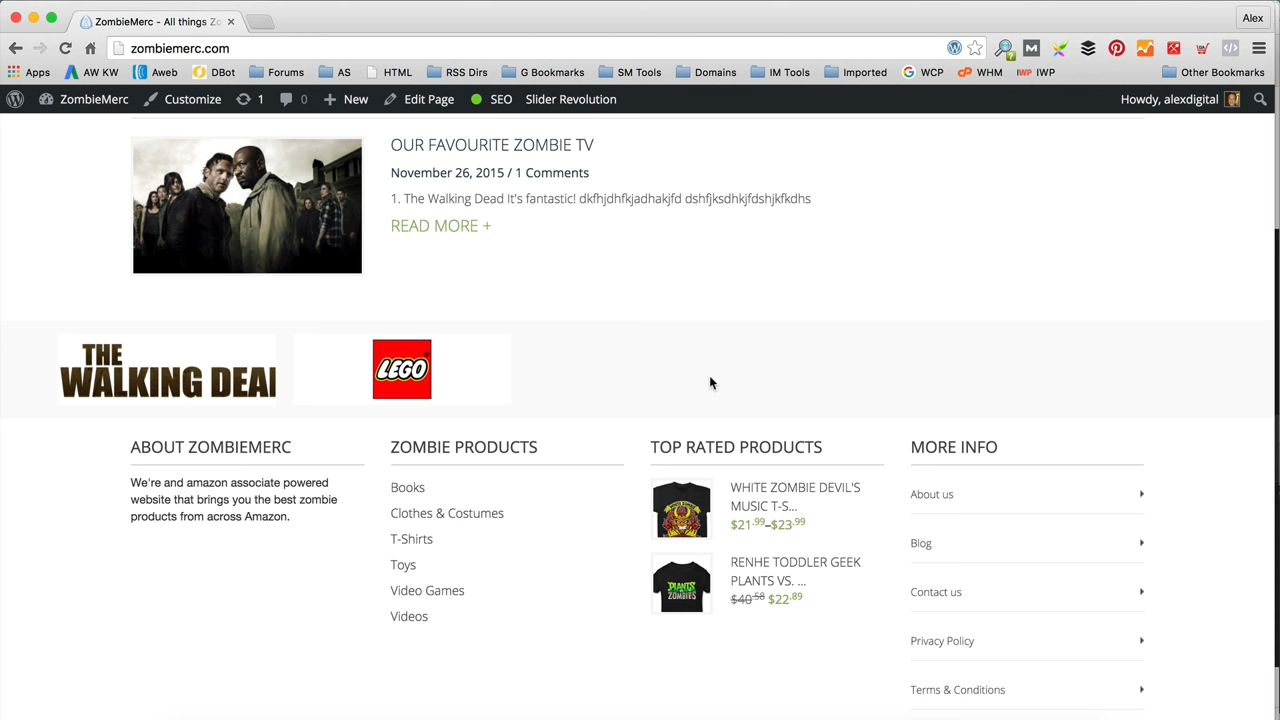 ZombieMerc - All things Zo
Alex
zombiemerc.com
Apps
AW KW
Aweb
DBot
Forums
AS
HTML
RSS Dirs
G Bookmarks
SM Tools
Domains
IM Tools
Imported
WCP
WHM
IWP
Other Bookmarks
ZombieMerc
Customize
1
0
New
Edit Page
SEO
Slider Revolution
Howdy, alexdigital
OUR FAVOURITE ZOMBIE TV
November 26, 2015 / 1 Comments
1. The Walking Dead It's fantastic! dkfhjdhfkjadhakjfd dshfjksdhkjfdshjkfkdhs
READ MORE +
THE
WALKING DEA
LEGO
ABOUT ZOMBIEMERC
We're and amazon associate powered
website that brings you the best zombie
products from across Amazon.
ZOMBIE PRODUCTS
Books
Clothes & Costumes
T-Shirts
Toys
Video Games
Videos
TOP RATED PRODUCTS
WHITE ZOMBIE DEVIL'S
MUSIC T-S...
$21.99–$23.99
PLANTS
ZOMBIES
RENHE TODDLER GEEK
PLANTS VS. ...
$40.58 $22.89
MORE INFO
About us
Blog
Contact us
Privacy Policy
Terms & Conditions